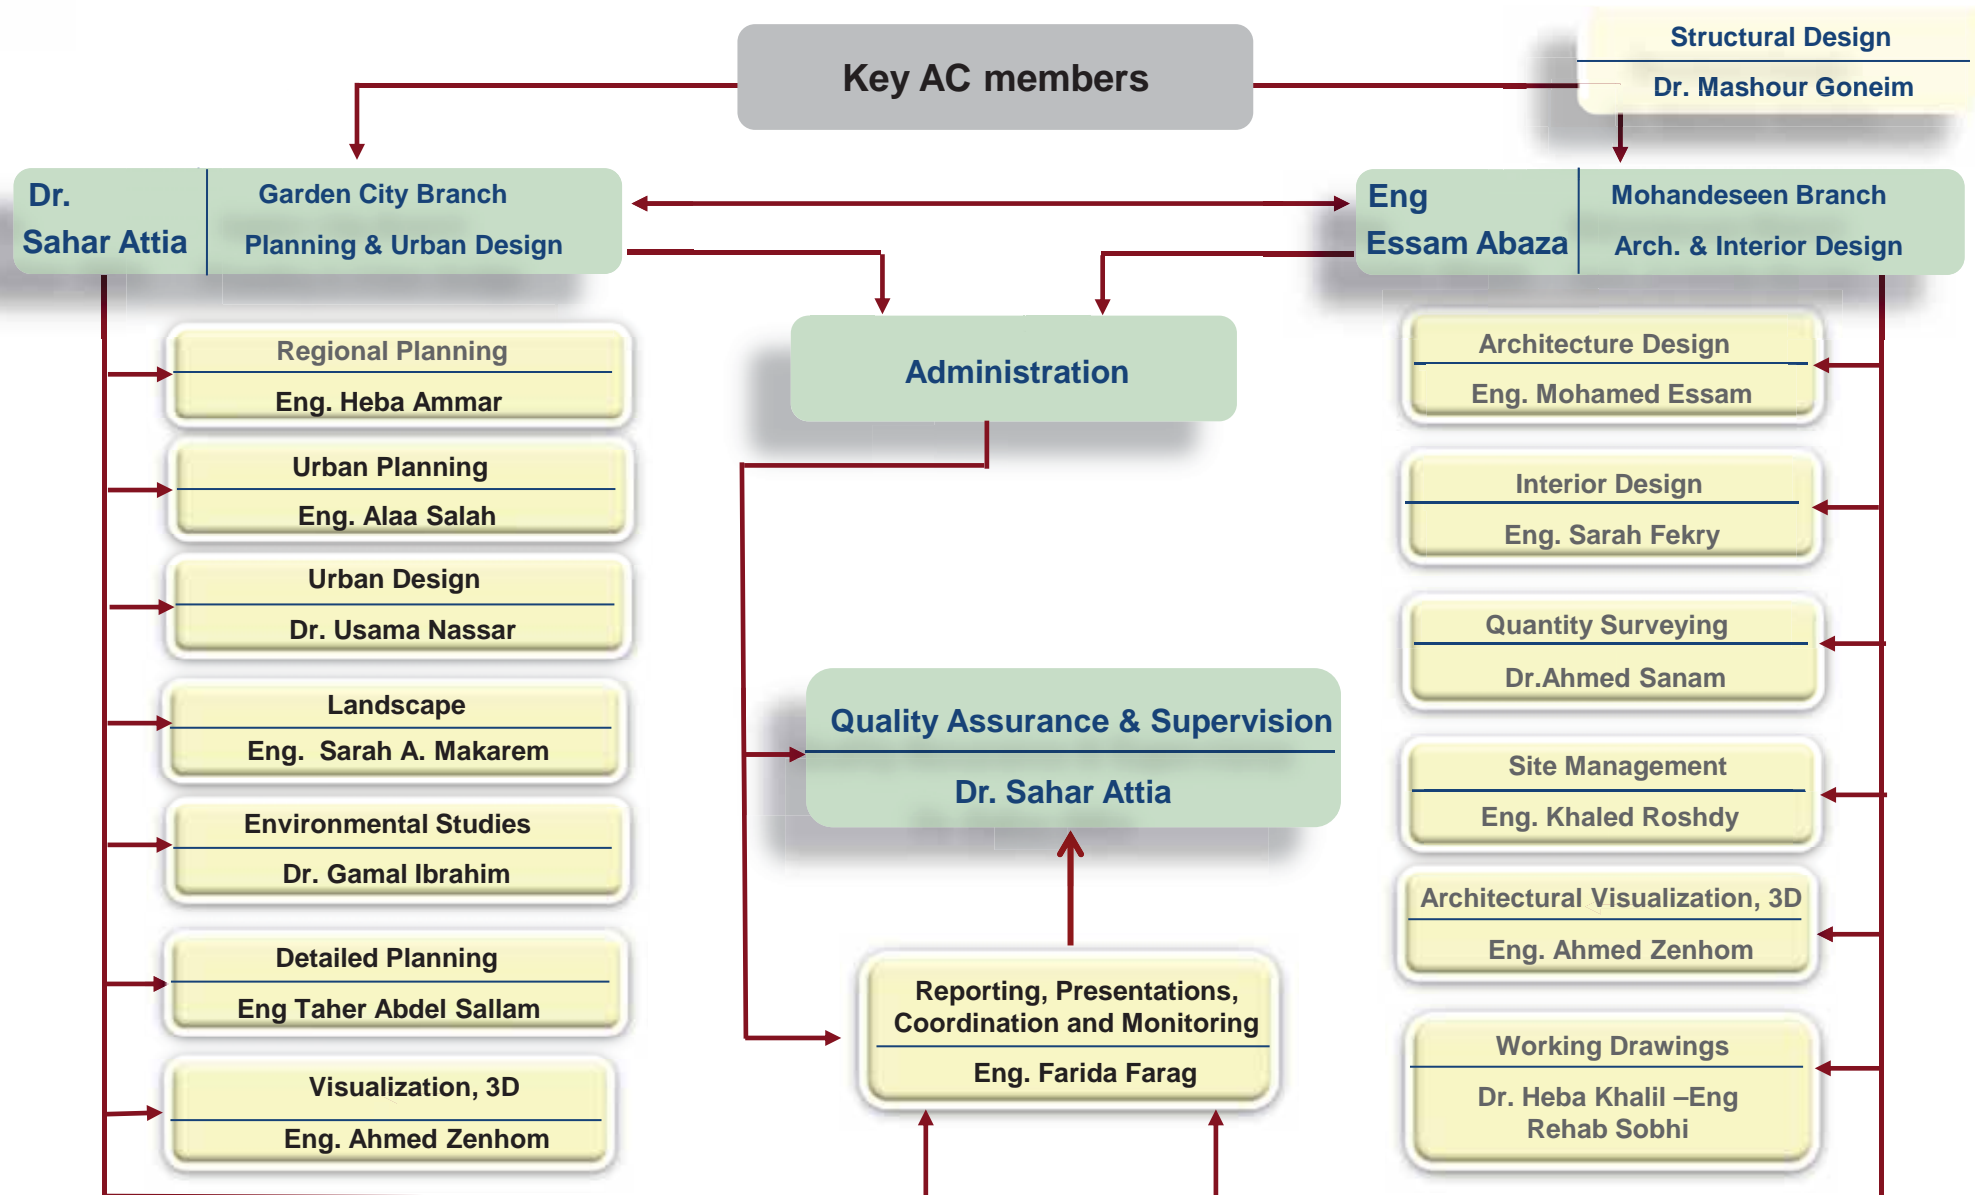 Key AC members
Structural Design
Dr. Mashour Goneim
Dr.
Sahar Attia
Garden City Branch
Planning & Urban Design
Eng
Essam Abaza
Mohandeseen Branch
Arch. & Interior Design
Administration
Regional Planning
Eng. Heba Ammar
Urban Planning
Eng. Alaa Salah
Urban Design
Dr. Usama Nassar
Landscape
Eng.  Sarah A. Makarem
Environmental Studies
Dr. Gamal Ibrahim
Detailed Planning
Eng Taher Abdel Sallam
Visualization, 3D
Eng. Ahmed Zenhom
Quality Assurance & Supervision
Dr. Sahar Attia
Reporting, Presentations,
Coordination and Monitoring
Eng. Farida Farag
Architecture Design
Eng. Mohamed Essam
Interior Design
Eng. Sarah Fekry
Quantity Surveying
Dr.Ahmed Sanam
Site Management
Eng. Khaled Roshdy
Architectural Visualization, 3D
Eng. Ahmed Zenhom
Working Drawings
Dr. Heba Khalil –Eng
Rehab Sobhi